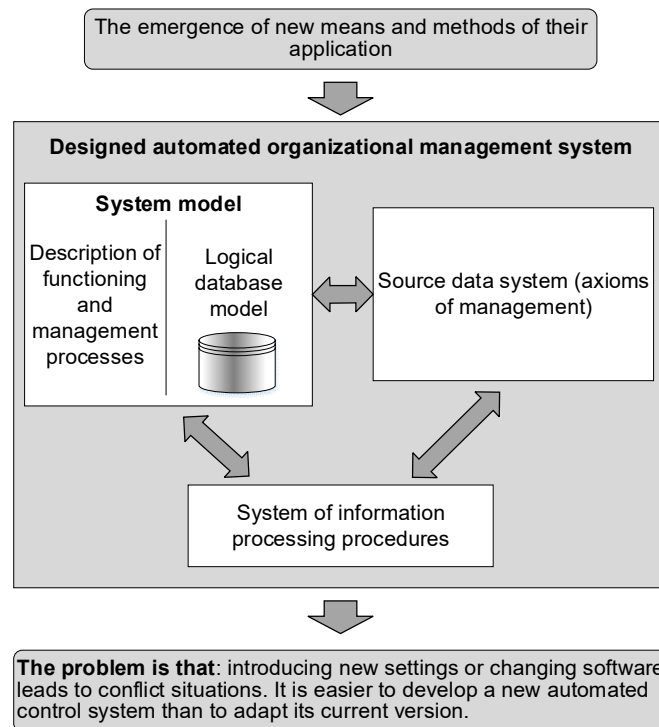 The emergence of new means and methods of their
application
Designed automated organizational management system
System model
Description of
functioning
and
management
processes
Logical
database
model
Source data system (axioms
of management)
System of information
processing procedures
The problem is that: introducing new settings or changing software
leads to conflict situations. It is easier to develop a new automated
control system than to adapt its current version.